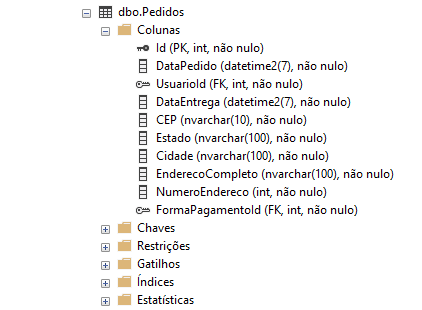 dbo.Pedidos
Colunas
Id (PK, int, não nulo)
DataPedido (datetime2(7), não nulo)
UsuarioId (FK, int, não nulo)
DataEntrega (datetime2(7), não nulo)
CEP (nvarchar(10), não nulo)
Estado (nvarchar(100), não nulo)
Cidade (nvarchar(100), não nulo)
EnderecoCompleto (nvarchar(100), não nulo)
NumeroEndereco (int, não nulo)
FormaPagamentoId (FK, int, não nulo)
Chaves
Restrições
Gatilhos
Índices
Estatísticas